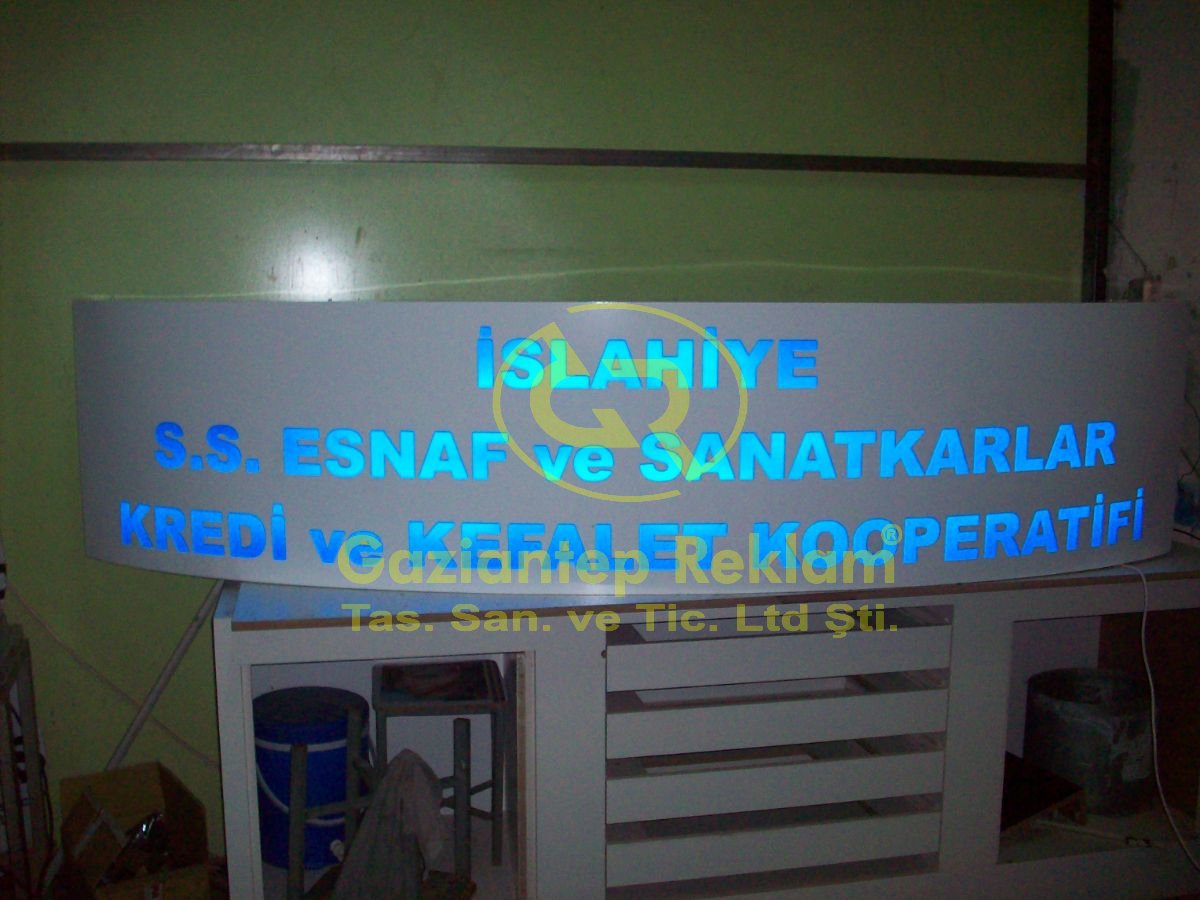 İSLAHİYE
S.S. ESNAF ve SANATKARLAR
KREDİ ve KEFALET KOOPERATİFİ
Gaziantep Reklam®
Tas. San. ve Tic. Ltd Şti.